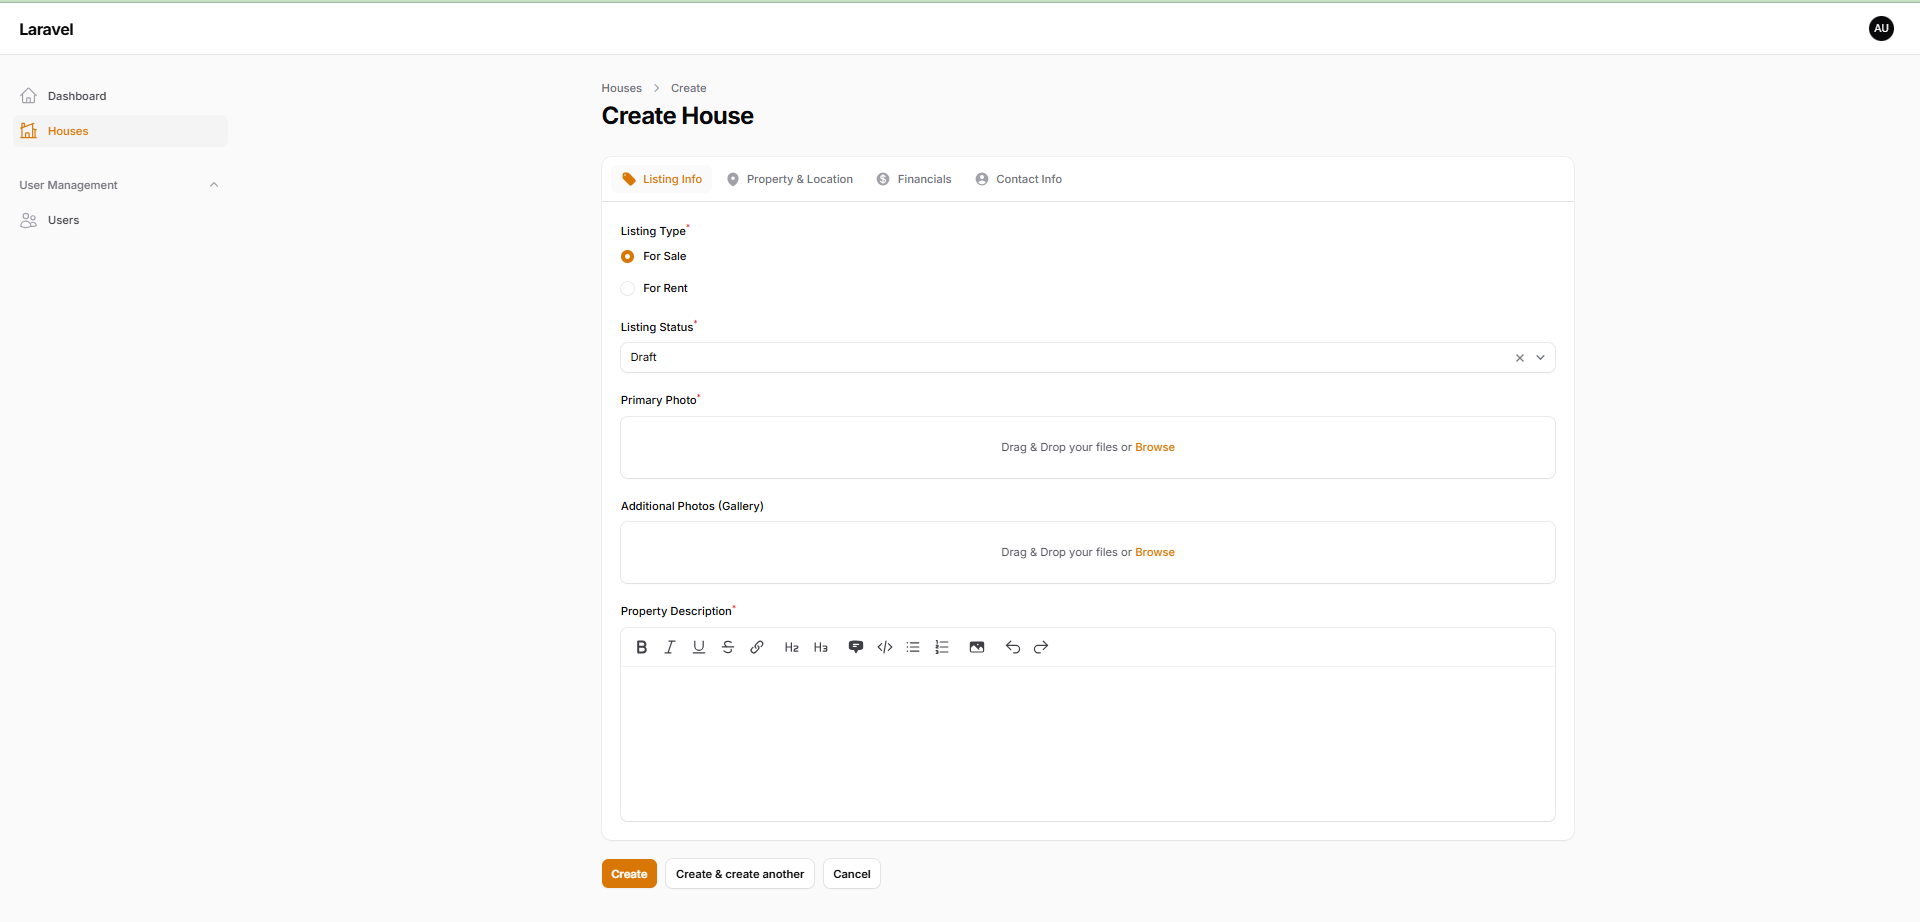 Laravel
AU
Dashboard
Houses
User Management
Users
Houses > Create
Create House
Listing Info Property & Location Financials Contact Info
Listing Type*
For Sale
For Rent
Listing Status*
Draft
Primary Photo*
Drag & Drop your files or Browse
Additional Photos (Gallery)
Drag & Drop your files or Browse
Property Description*
B I U S H2 H3
Create Create & create another Cancel